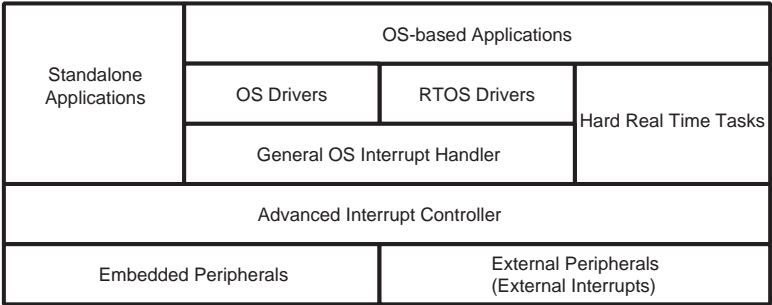 OS-based Applications
Standalone
Applications
OS Drivers
RTOS Drivers
Hard Real Time Tasks
General OS Interrupt Handler
Advanced Interrupt Controller
Embedded Peripherals
External Peripherals
(External Interrupts)